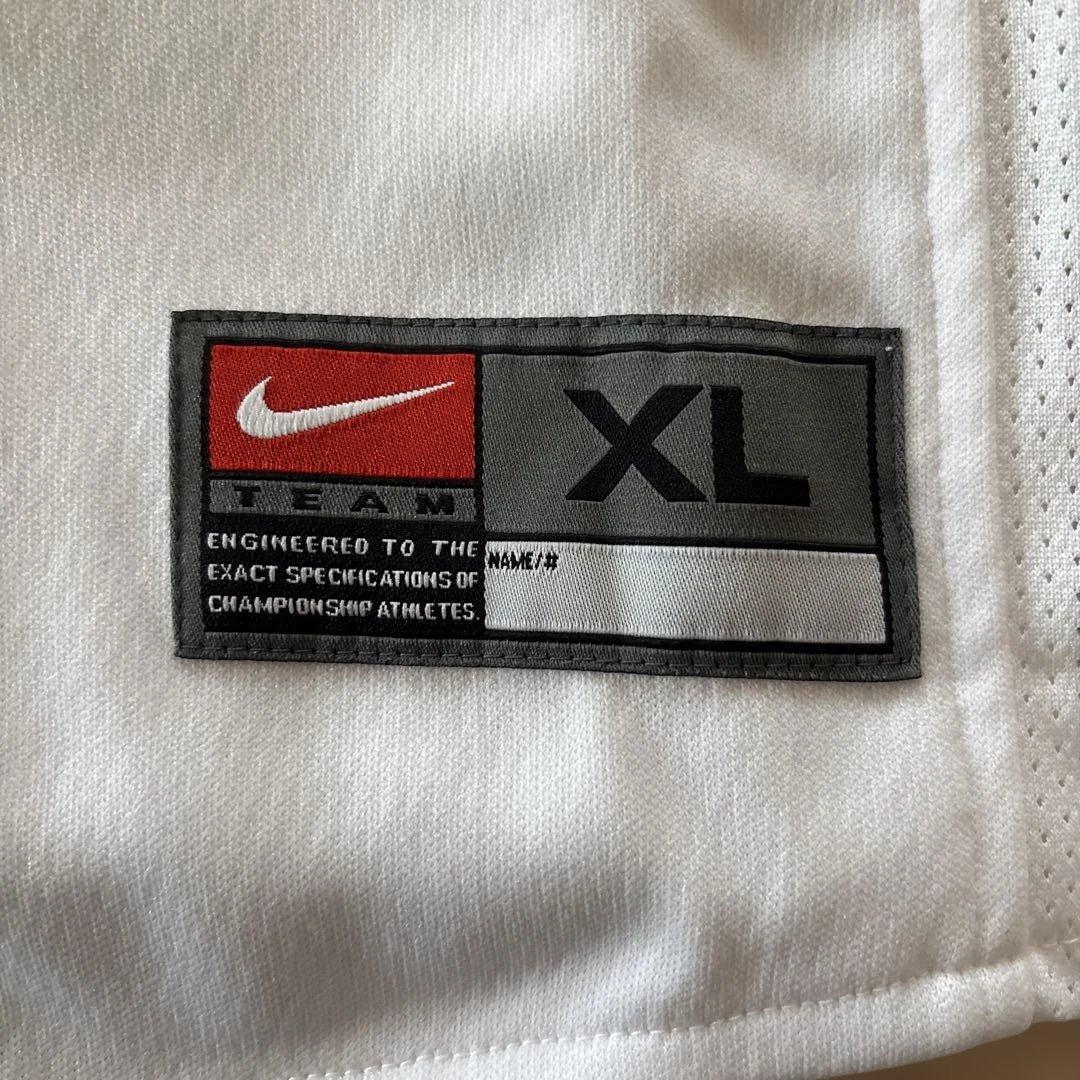 TEAM
ENGINEERED TO THE
EXACT SPECIFICATIONS OF
CHAMPIONSHIP ATHLETES.
XL
NAME/#